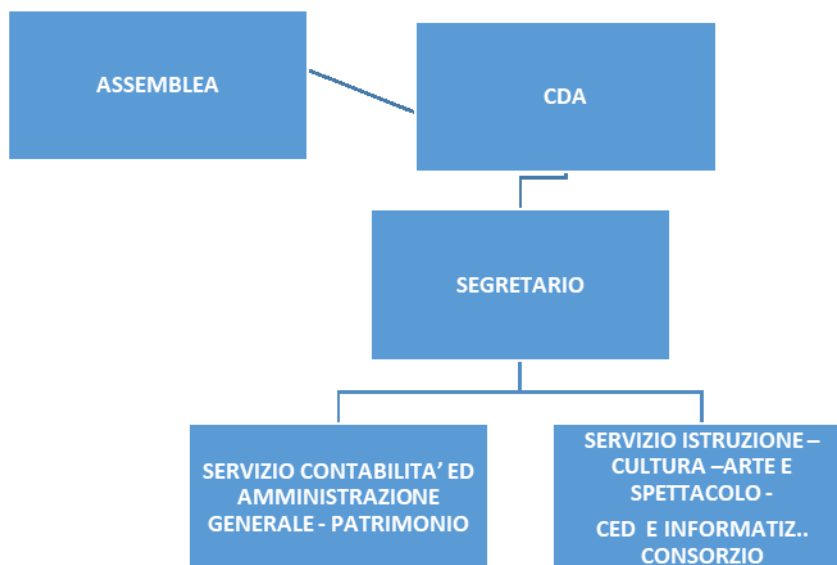 ASSEMBLEA
CDA
SEGRETARIO
SERVIZIO CONTABILITA’ ED
AMMINISTRAZIONE
GENERALE - PATRIMONIO
SERVIZIO ISTRUZIONE –
CULTURA –ARTE E
SPETTACOLO -
CED E INFORMATIZ..
CONSORZIO